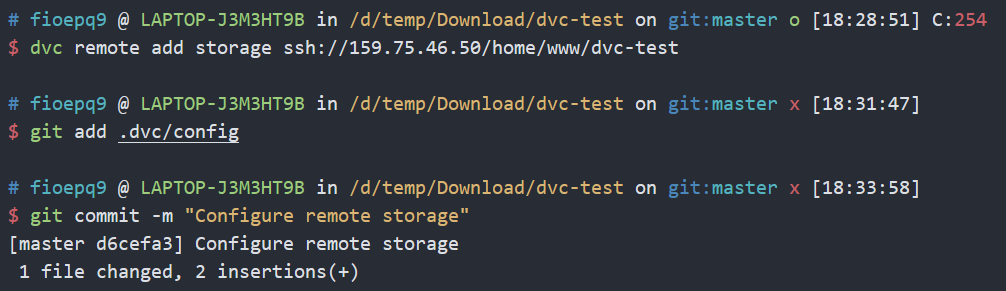 # fioepq9 @ LAPTOP-J3M3HT9B in /d/temp/Download/dvc-test on git:master o [18:28:51] C:254
$ dvc remote add storage ssh://159.75.46.50/home/www/dvc-test
# fioepq9 @ LAPTOP-J3M3HT9B in /d/temp/Download/dvc-test on git:master x [18:31:47]
$ git add .dvc/config
# fioepq9 @ LAPTOP-J3M3HT9B in /d/temp/Download/dvc-test on git:master x [18:33:58]
$ git commit -m "Configure remote storage"
[master d6cefa3] Configure remote storage
 1 file changed, 2 insertions(+)